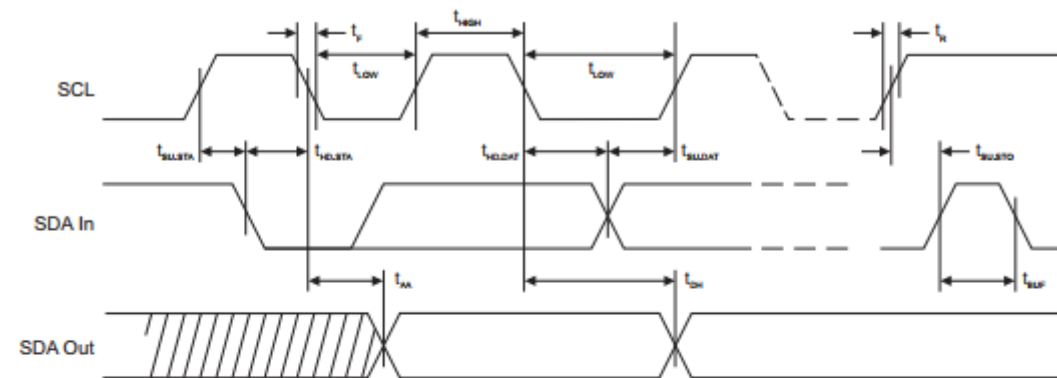 tHIGH
tF
tR
tLOW
tLOW
SCL
tSU.STA
tHD.STA
tHD.DAT
tSU.DAT
tSU.STO
SDA In
tAA
tDH
tBUF
SDA Out